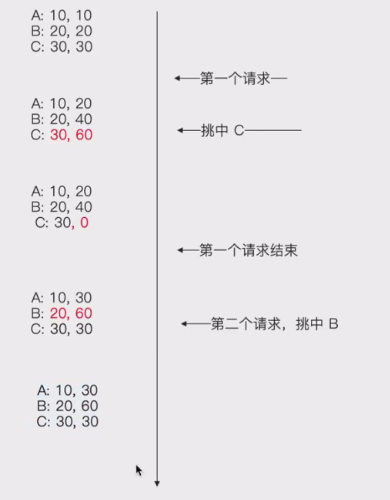 A: 10, 10
B: 20, 20
C: 30, 30
第一个请求
A: 10, 20
B: 20, 40
C: 30, 60
挑中 C
A: 10, 20
B: 20, 40
C: 30, 0
第一个请求结束
A: 10, 30
B: 20, 60
C: 30, 30
第二个请求，挑中 B
A: 10, 30
B: 20, 60
C: 30, 30